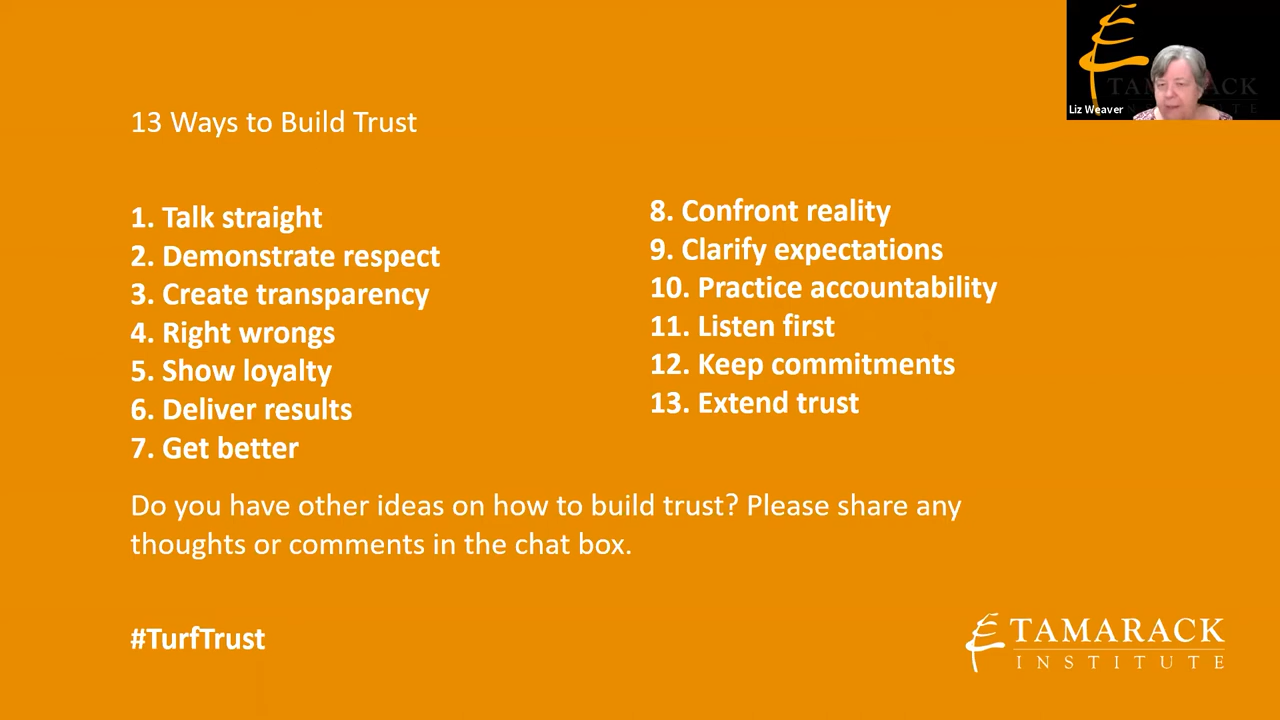 13 Ways to Build Trust
1. Talk straight
2. Demonstrate respect
3. Create transparency
4. Right wrongs
5. Show loyalty
6. Deliver results
7. Get better
8. Confront reality
9. Clarify expectations
10. Practice accountability
11. Listen first
12. Keep commitments
13. Extend trust
Do you have other ideas on how to build trust? Please share any
thoughts or comments in the chat box.
#TurfTrust
TAMARACK
INSTITUTE
Liz Weaver